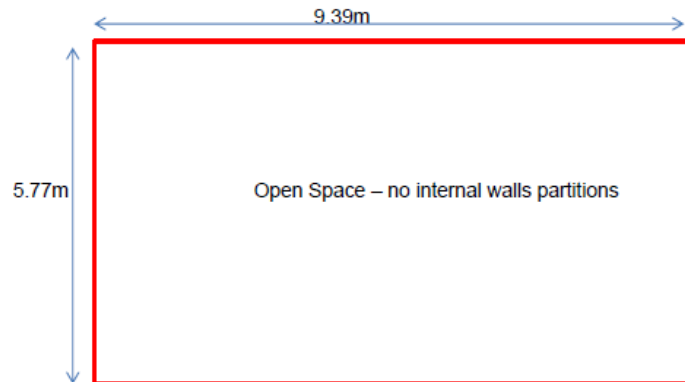 9.39m
5.77m
Open Space – no internal walls partitions